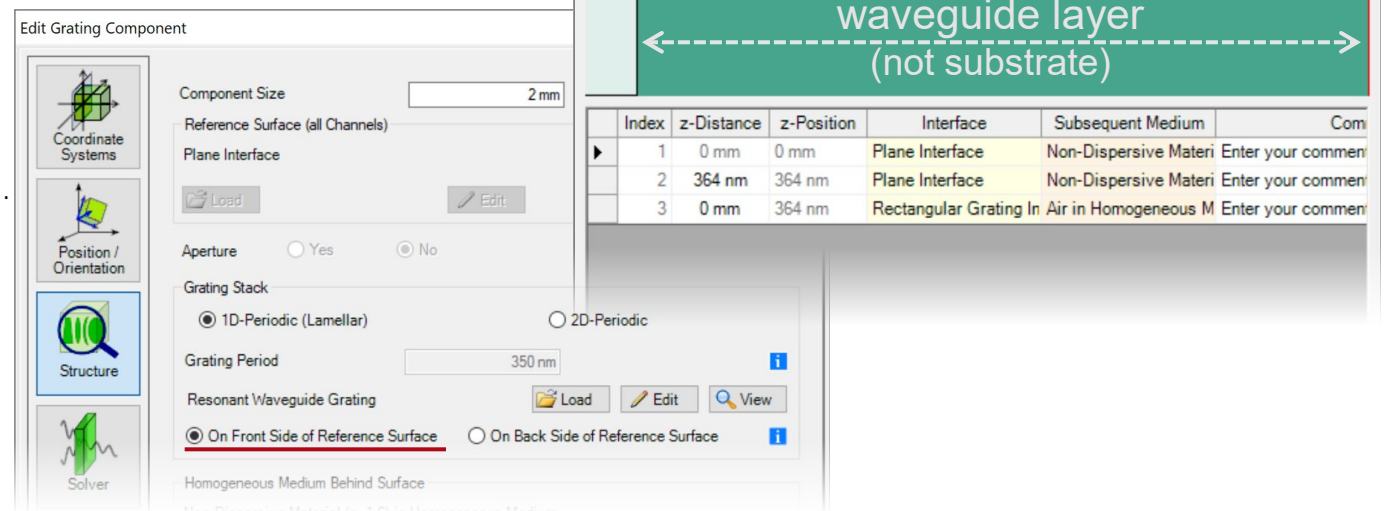 Edit Grating Component
Coordinate
Systems
Position /
Orientation
Structure
Solver
Component Size 2 mm
Reference Surface (all Channels)
Plane Interface
Load Edit
Aperture Yes No
Grating Stack
1D-Periodic (Lamellar) 2D-Periodic
Grating Period 350 nm
Resonant Waveguide Grating Load Edit View
On Front Side of Reference Surface On Back Side of Reference Surface
Homogeneous Medium Behind Surface
waveguide layer
(not substrate)
Index z-Distance z-Position Interface Subsequent Medium Com
1 0 mm 0 mm Plane Interface Non-Dispersive Materi Enter your comment
2 364 nm 364 nm Plane Interface Non-Dispersive Materi Enter your comment
3 0 mm 364 nm Rectangular Grating In Air in Homogeneous M Enter your comment